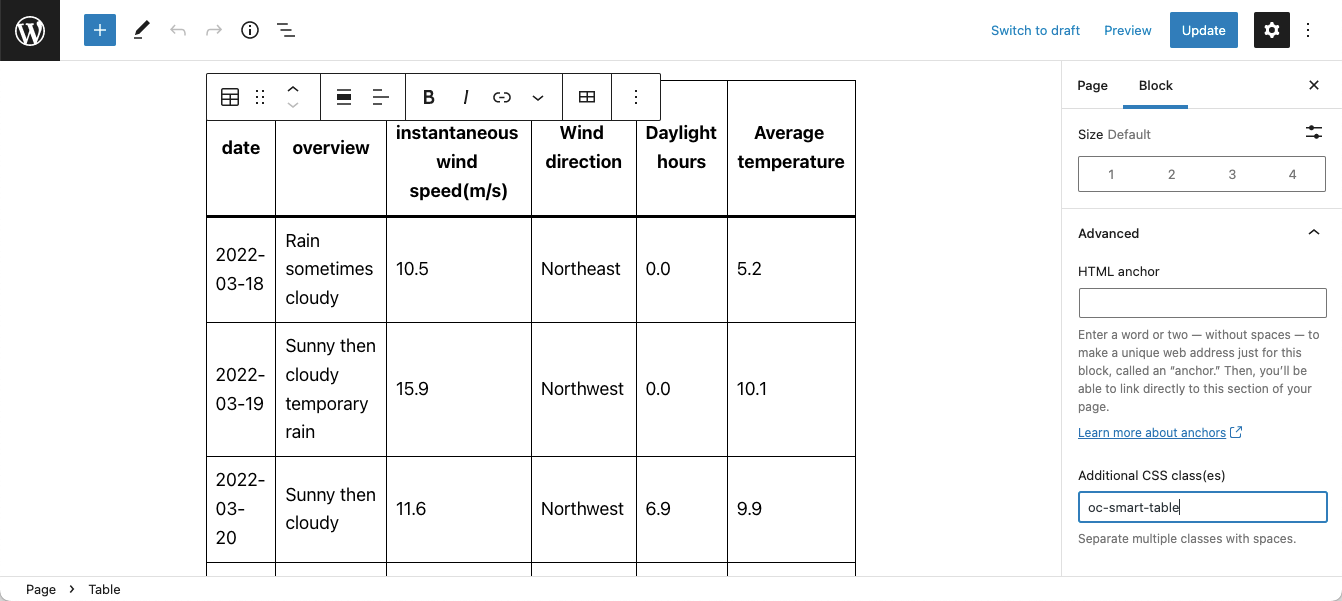 Switch to draft
Preview
Update
B I
date
overview
instantaneous
wind
speed(m/s)
Wind
direction
Daylight
hours
Average
temperature
2022-
03-18
Rain
sometimes
cloudy
10.5
Northeast
0.0
5.2
2022-
03-19
Sunny then
cloudy
temporary
rain
15.9
Northwest
0.0
10.1
2022-
03-
20
Sunny then
cloudy
11.6
Northwest
6.9
9.9
Page
Block
Size Default
1 2 3 4
Advanced
HTML anchor
Enter a word or two — without spaces — to
make a unique web address just for this
block, called an “anchor.” Then, you’ll be
able to link directly to this section of your
page.
Learn more about anchors
Additional CSS class(es)
oc-smart-table
Separate multiple classes with spaces.
Page
Table